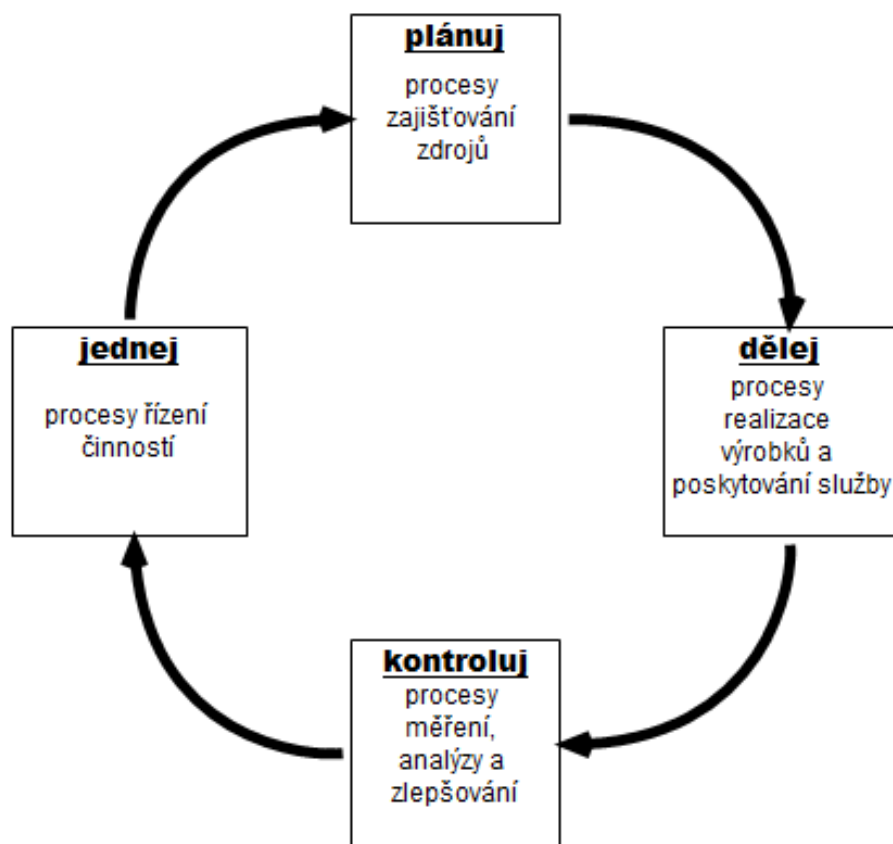 plánuj
procesy
zajišťování
zdrojů
jednej
procesy řízení
činností
dělej
procesy
realizace
výrobků a
poskytování služby
kontroluj
procesy
měření,
analýzy a
zlepšování